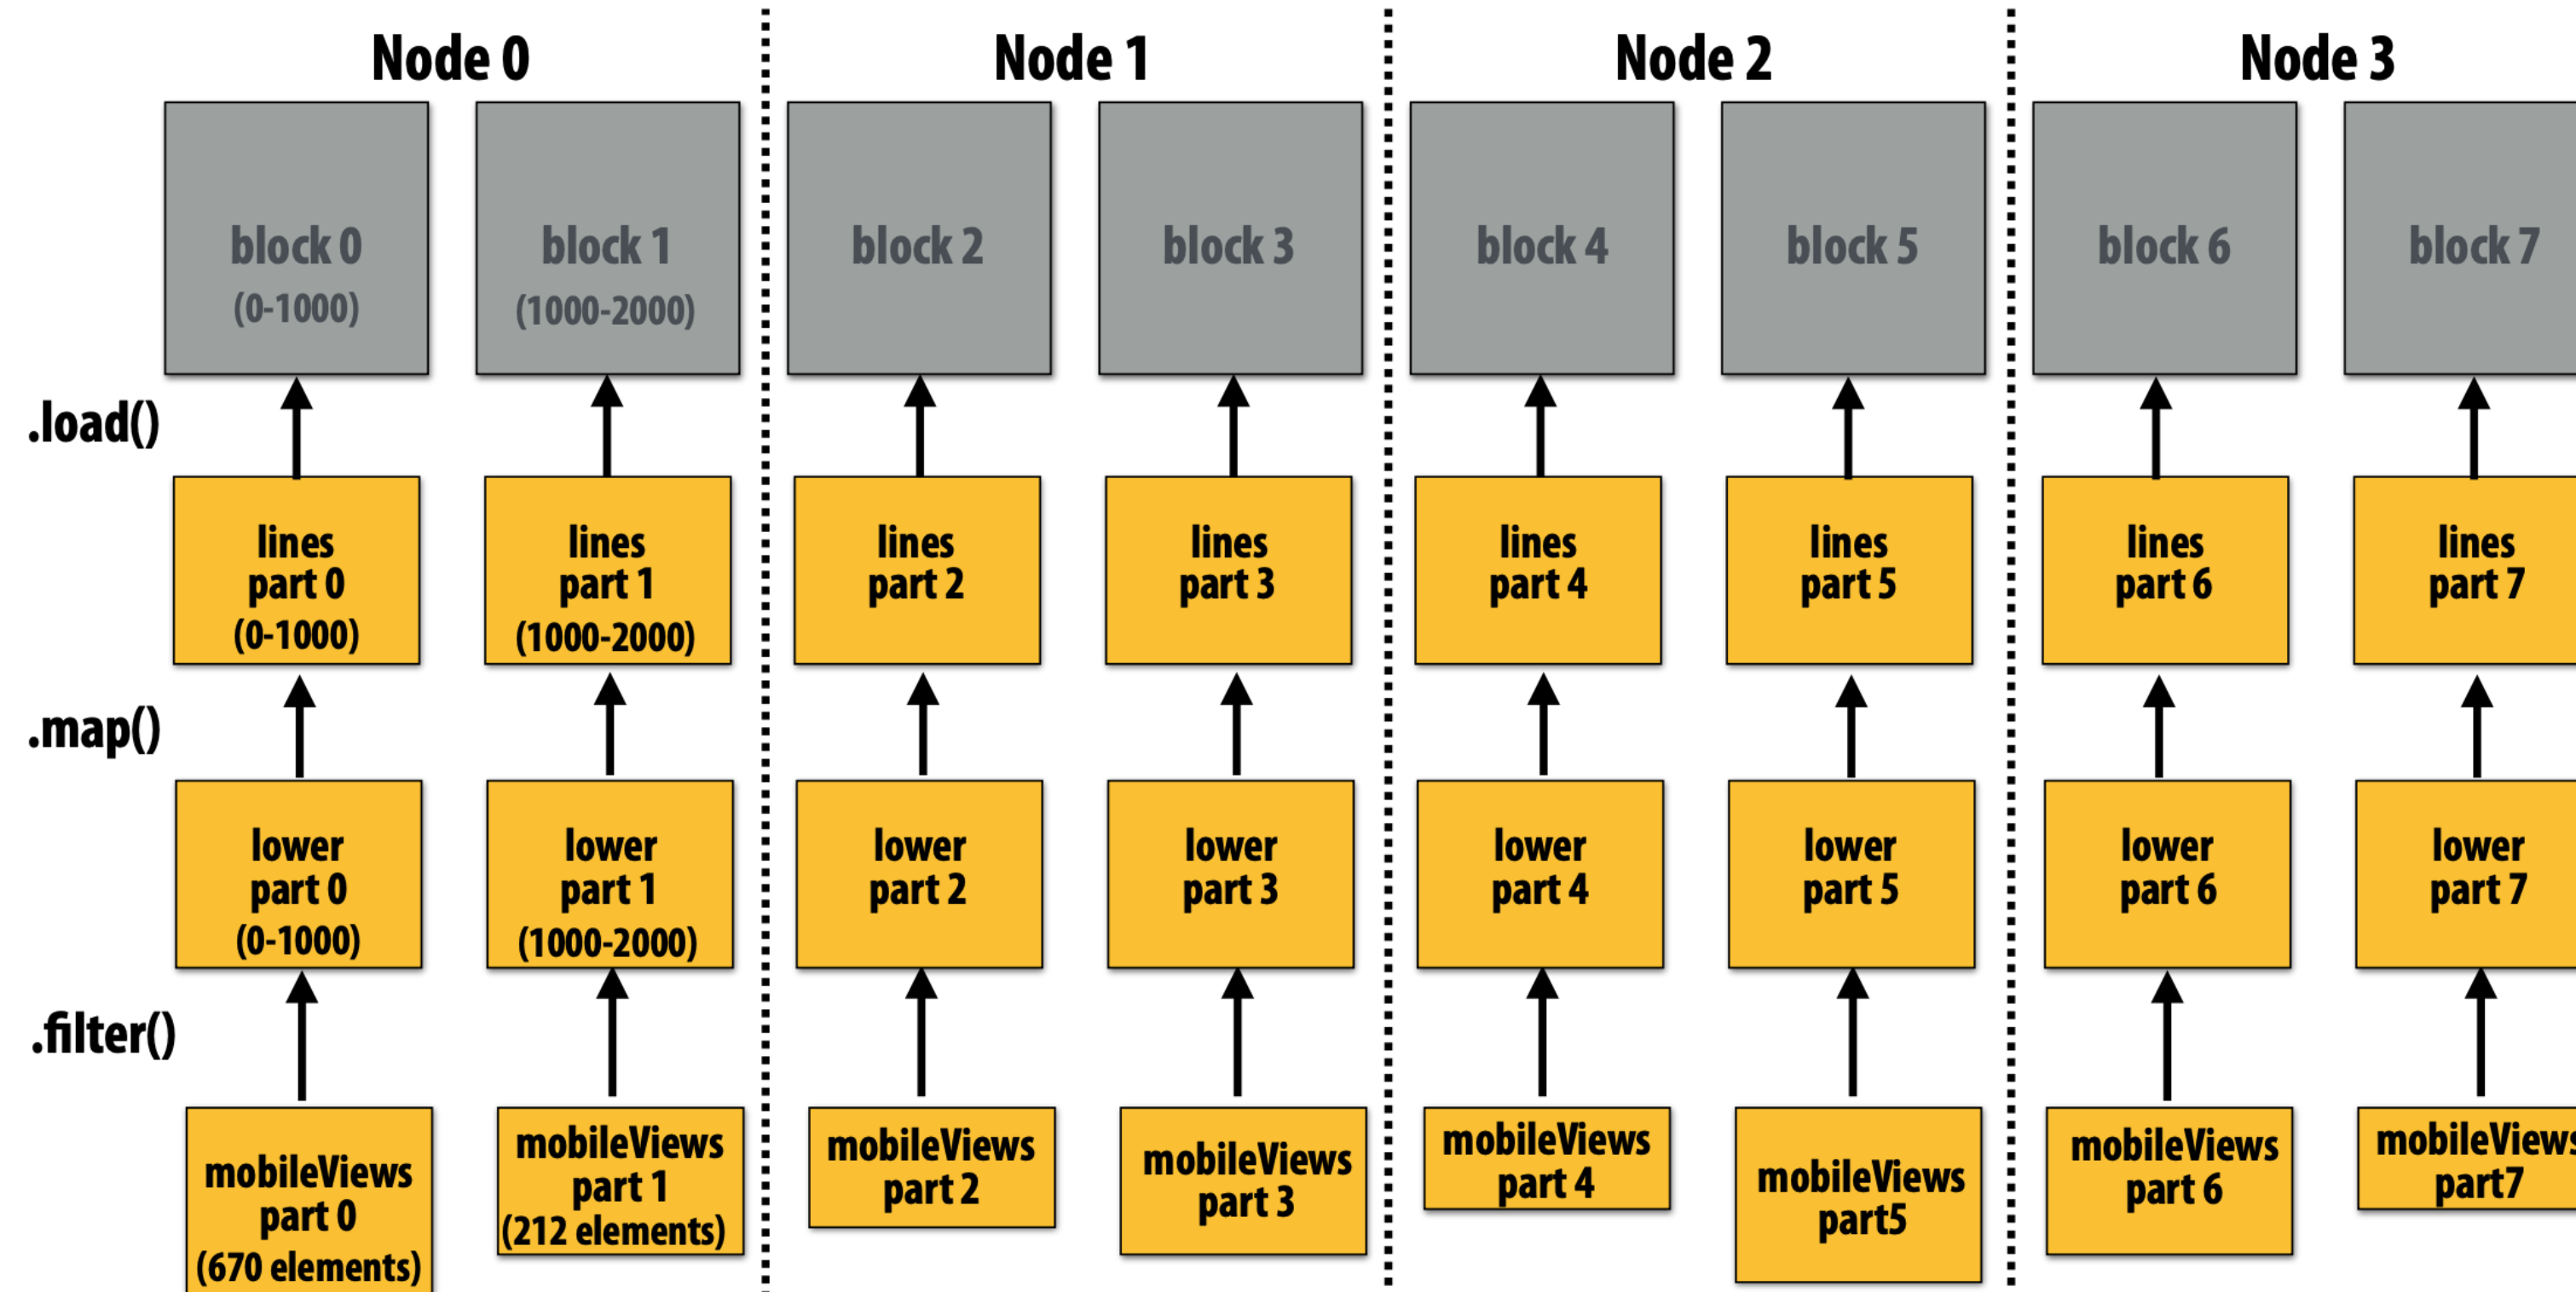 Node 0
Node 1
Node 2
Node 3
block 0
(0-1000)
block 1
(1000-2000)
block 2
block 3
block 4
block 5
block 6
block 7
.load()
lines
part 0
(0-1000)
lines
part 1
(1000-2000)
lines
part 2
lines
part 3
lines
part 4
lines
part 5
lines
part 6
lines
part 7
.map()
lower
part 0
(0-1000)
lower
part 1
(1000-2000)
lower
part 2
lower
part 3
lower
part 4
lower
part 5
lower
part 6
lower
part 7
.filter()
mobileViews
part 0
(670 elements)
mobileViews
part 1
(212 elements)
mobileViews
part 2
mobileViews
part 3
mobileViews
part 4
mobileViews
part5
mobileViews
part 6
mobileViews
part7